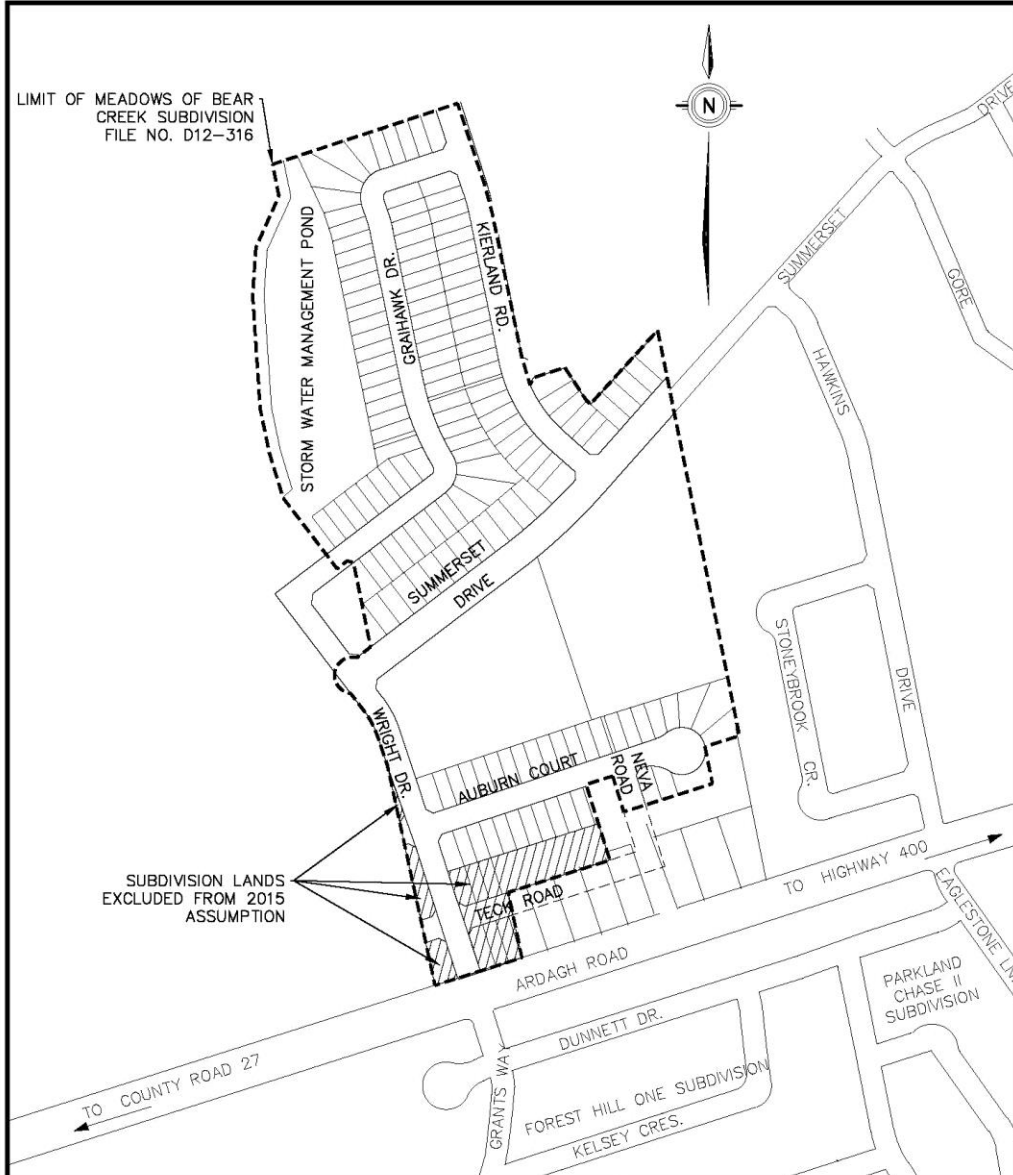 LIMIT OF MEADOWS OF BEAR
CREEK SUBDIVISION
FILE NO. D12-316
N
DRIVE
SUMMERSET
GORE
STORM WATER MANAGEMENT POND
GRAIHAWK DR.
KIERLAND RD.
HAWKINS
DRIVE
SUMMERSET
DRIVE
STONEYBROOK CR.
WRIGHT DR.
AUBURN COURT
NEVA
ROAD
SUBDIVISION LANDS
EXCLUDED FROM 2015
ASSUMPTION
TECK ROAD
TO HIGHWAY 400
EAGLESTONE LN.
ARDAGH ROAD
PARKLAND
CHASE II
SUBDIVISION
DUNNETT DR.
TO COUNTY ROAD 27
GRANTS WAY
FOREST HILL ONE SUBDIVISION
KELSEY CRES.